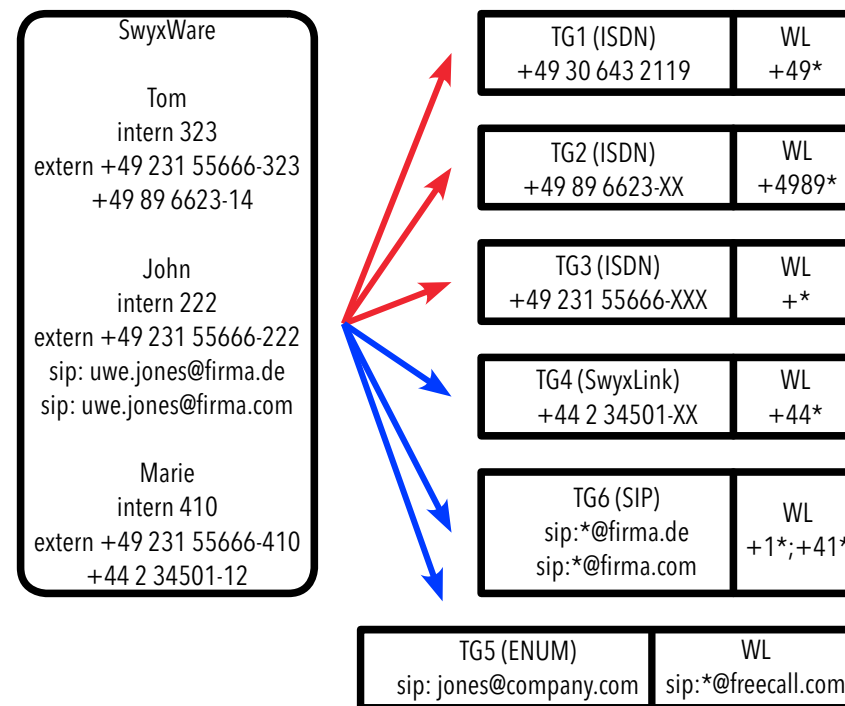 SwyxWare
Tom
intern 323
extern +49 231 55666-323
+49 89 6623-14
John
intern 222
extern +49 231 55666-222
sip: uwe.jones@firma.de
sip: uwe.jones@firma.com
Marie
intern 410
extern +49 231 55666-410
+44 2 34501-12
TG1 (ISDN)
+49 30 643 2119
WL
+49*
TG2 (ISDN)
+49 89 6623-XX
WL
+4989*
TG3 (ISDN)
+49 231 55666-XXX
WL
+*
TG4 (SwyxLink)
+44 2 34501-XX
WL
+44*
TG6 (SIP)
sip:*@firma.de
sip:*@firma.com
WL
+1*;+41*
TG5 (ENUM)
sip: jones@company.com
WL
sip:*@freecall.com